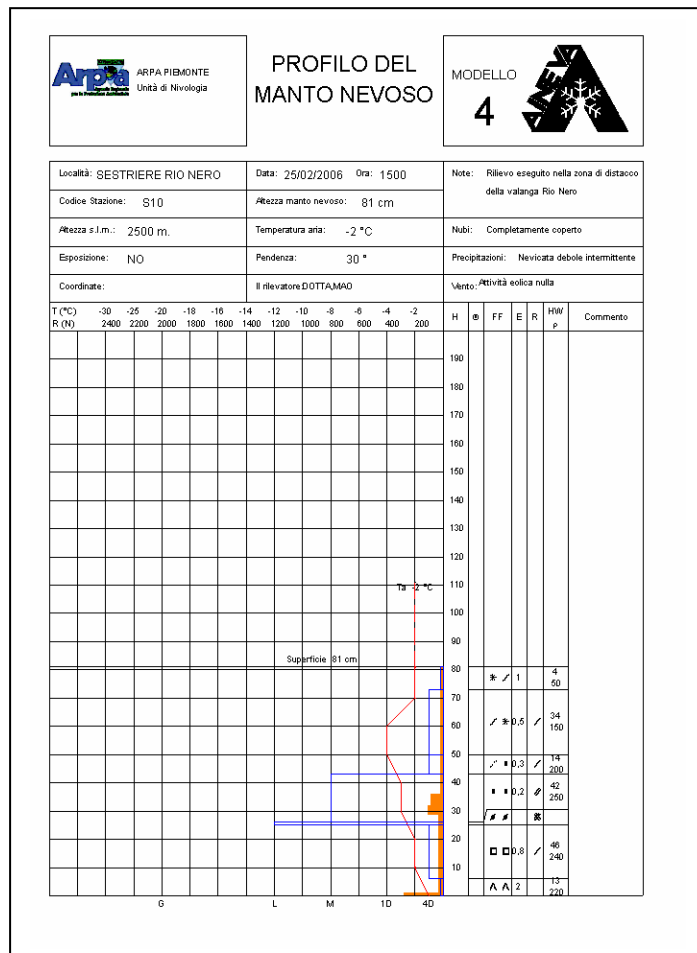 Arpa
ARPA PIEMONTE
Unità di Nivologia
PROFILO DEL
MANTO NEVOSO
MODELLO
4
AINEVA
Località: SESTRIERE RIO NERO
Data: 25/02/2006 Ora: 1500
Note: Rilievo eseguito nella zona di distacco
della valanga Rio Nero
Codice Stazione: S10
Altezza manto nevoso: 81 cm
Altezza s.l.m.: 2500 m.
Temperatura aria: -2 °C
Nubi: Completamente coperto
Esposizione: NO
Pendenza: 30 °
Precipitazioni: Nevicata debole intermittente
Coordinate:
Il rilevatore:DOTTA,MAO
Vento: Attività eolica nulla
T (°C) -30 -25 -20 -18 -16 -14 -12 -10 -8 -6 -4 -2
R (N) 2400 2200 2000 1800 1600 1400 1200 1000 800 600 400 200
H FF E R HW ρ Commento
190
180
170
160
150
140
130
120
Ta -2 °C 110
100
90
Superficie 81 cm
80
1 4
50
70
60
0,5 34
150
50
0,3 14
200
40
0,2 42
250
30
20
0,8 46
240
10
2 13
220
G L M 1D 4D